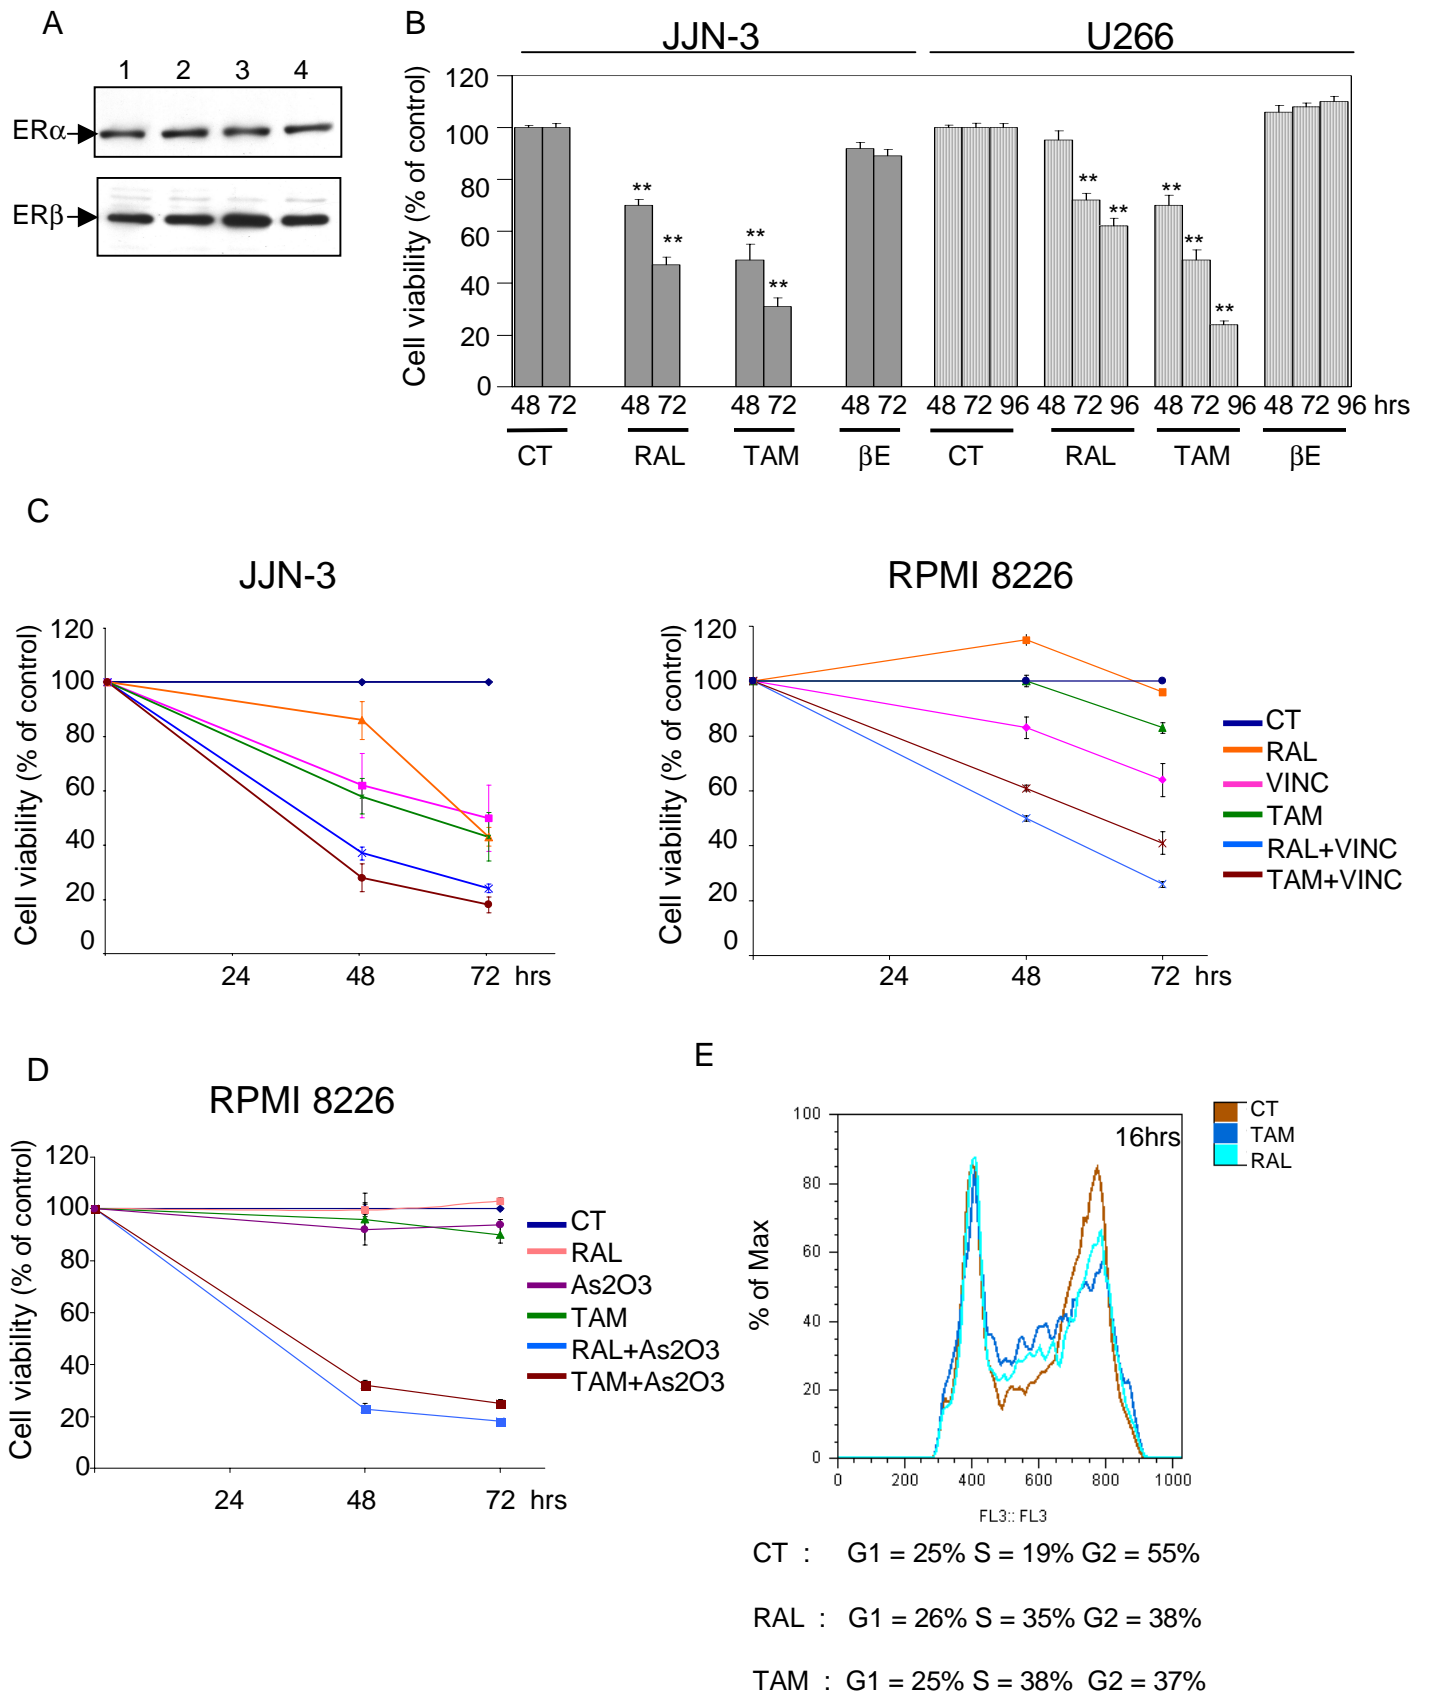 A
1 2 3 4
ERα
ERβ
B
JJN-3 U266
Cell viability (% of control)
120
100
80
60
40
20
0
** ** ** ** ** ** ** ** **
48 72 48 72 48 72 48 72 48 72 96 48 72 96 48 72 96 48 72 96 hrs
CT RAL TAM βE CT RAL TAM βE
C
JJN-3
Cell viability (% of control)
120
100
80
60
40
20
0
24 48 72 hrs
RPMI 8226
Cell viability (% of control)
120
100
80
60
40
20
0
24 48 72 hrs
CT
RAL
VINC
TAM
RAL+VINC
TAM+VINC
D
RPMI 8226
Cell viability (% of control)
120
100
80
60
40
20
0
24 48 72 hrs
CT
RAL
As2O3
TAM
RAL+As2O3
TAM+As2O3
E
16hrs
% of Max
100
80
60
40
20
0
0 200 400 600 800 1000
FL3:: FL3
CT
TAM
RAL
CT : G1 = 25% S = 19% G2 = 55%
RAL : G1 = 26% S = 35% G2 = 38%
TAM : G1 = 25% S = 38% G2 = 37%